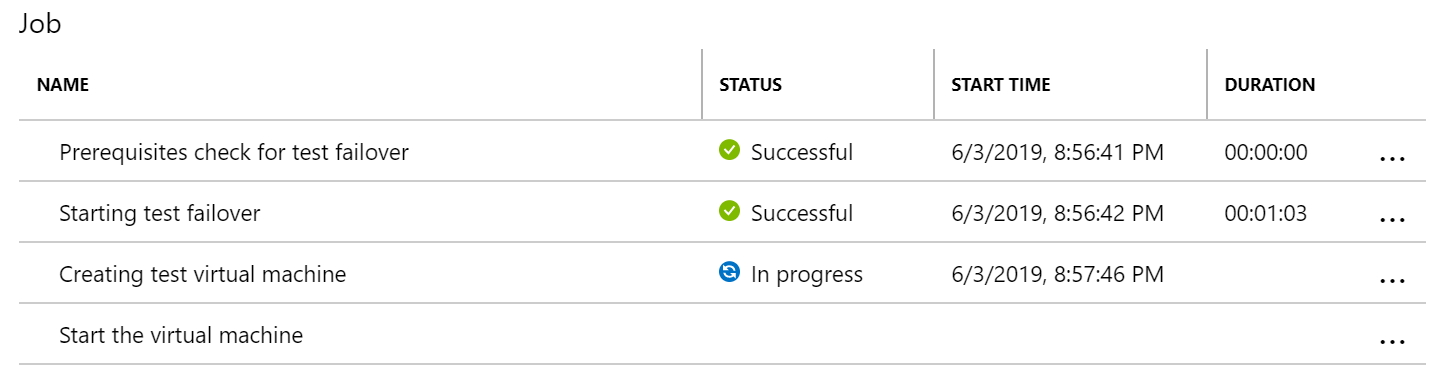 Job
NAME STATUS START TIME DURATION
Prerequisites check for test failover Successful 6/3/2019, 8:56:41 PM 00:00:00 ...
Starting test failover Successful 6/3/2019, 8:56:42 PM 00:01:03 ...
Creating test virtual machine In progress 6/3/2019, 8:57:46 PM ...
Start the virtual machine ...